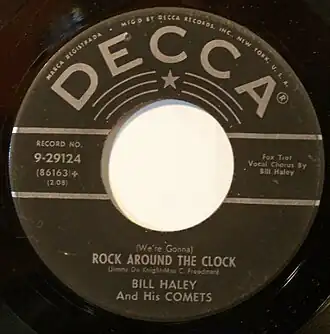 MARCA REGISTRADA • MFG'D BY DECCA RECORDS, INC., NEW YORK, U.S.A.
DECCA®
RECORD NO.
9-29124
(86163)+
(2:08)
Fox Trot
Vocal Chorus By
Bill Haley
(We're Gonna)
ROCK AROUND THE CLOCK
(Jimmy De Knight-Max C. Freedman)
BILL HALEY
And His COMETS